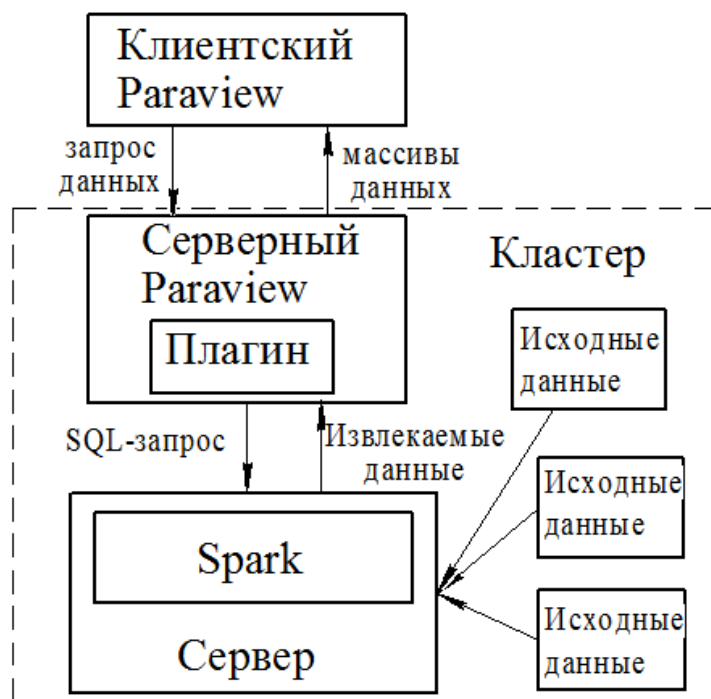 Клиентский
Paraview
запрос
данных
массивы
данных
Серверный
Paraview
Кластер
Плагин
Исходные
данные
SQL-запрос
Извлекаемые
данные
Исходные
данные
Spark
Исходные
данные
Сервер